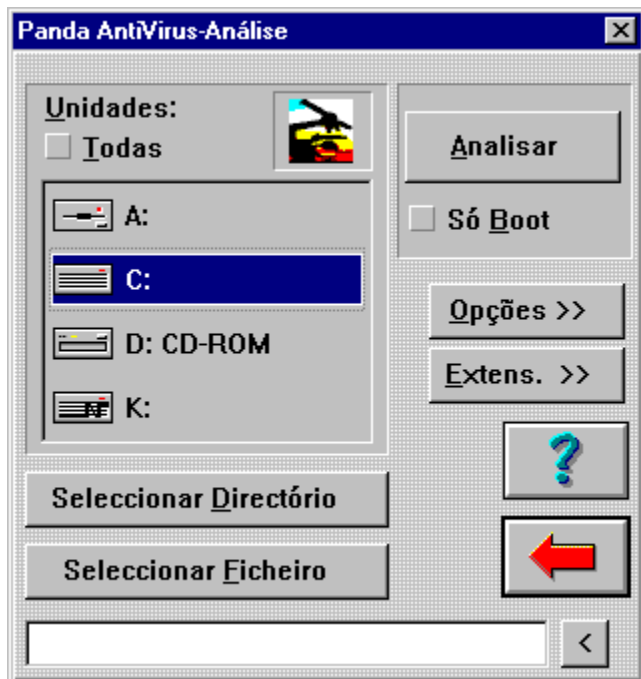 Panda AntiVirus-Análise
Unidades:
Todas
A:
C:
D: CD-ROM
K:
Analisar
Só Boot
Opções >>
Extens. >>
Seleccionar Directório
Seleccionar Ficheiro
<